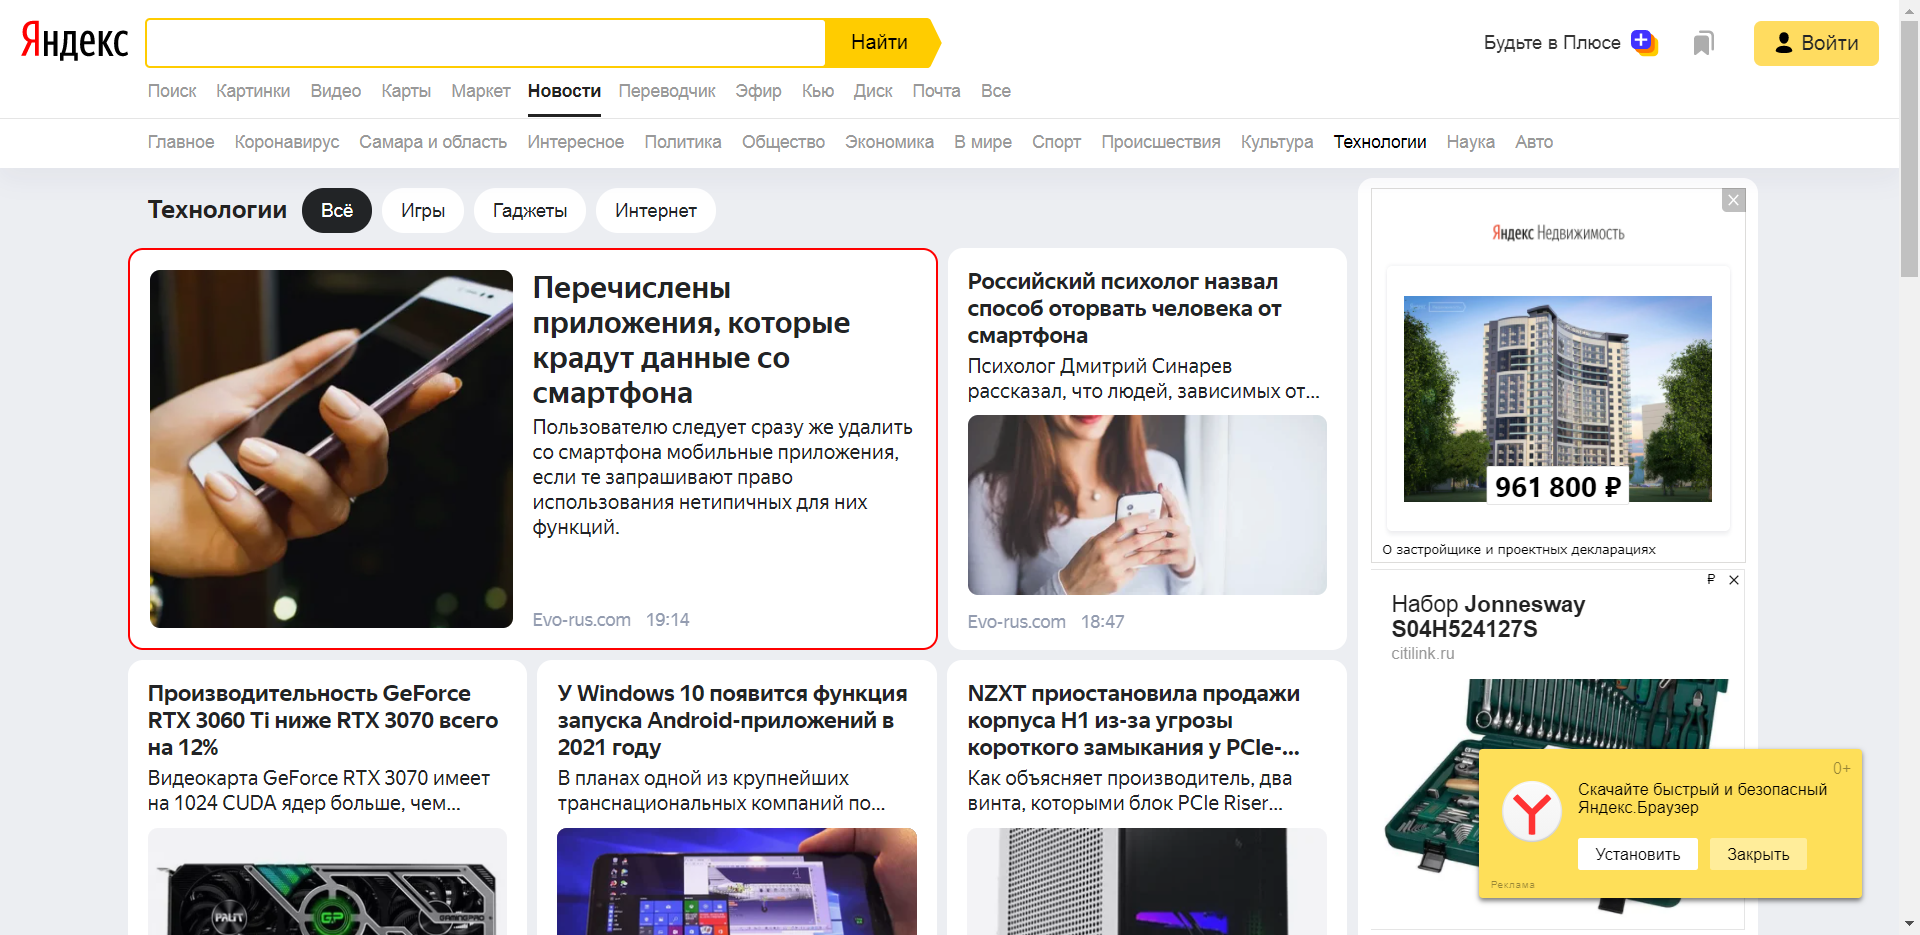 Яндекс
Найти
Будьте в Плюсе
Войти
Поиск Картинки Видео Карты Маркет Новости Переводчик Эфир Кью Диск Почта Все
Главное Коронавирус Самара и область Интересное Политика Общество Экономика В мире Спорт Происшествия Культура Технологии Наука Авто
Технологии Всё Игры Гаджеты Интернет
Перечислены
приложения, которые
крадут данные со
смартфона
Пользователю следует сразу же удалить
со смартфона мобильные приложения,
если те запрашивают право
использования нетипичных для них
функций.
Evo-rus.com 19:14
Российский психолог назвал
способ оторвать человека от
смартфона
Психолог Дмитрий Синарев
рассказал, что людей, зависимых от...
Evo-rus.com 18:47
Производительность GeForce
RTX 3060 Ti ниже RTX 3070 всего
на 12%
Видеокарта GeForce RTX 3070 имеет
на 1024 CUDA ядер больше, чем...
PALIT
GP
GAMINGPRO
У Windows 10 появится функция
запуска Android-приложений в
2021 году
В планах одной из крупнейших
транснациональных компаний по...
NZXT приостановила продажи
корпуса H1 из-за угрозы
короткого замыкания у PCIe-...
Как объясняет производитель, два
винта, которыми блок PCIe Riser...
Яндекс Недвижимость
961 800 ₽
О застройщике и проектных декларациях
₽
Набор Jonnesway
S04H524127S
citilink.ru
0+
Скачайте быстрый и безопасный
Яндекс.Браузер
Установить Закрыть
Реклама